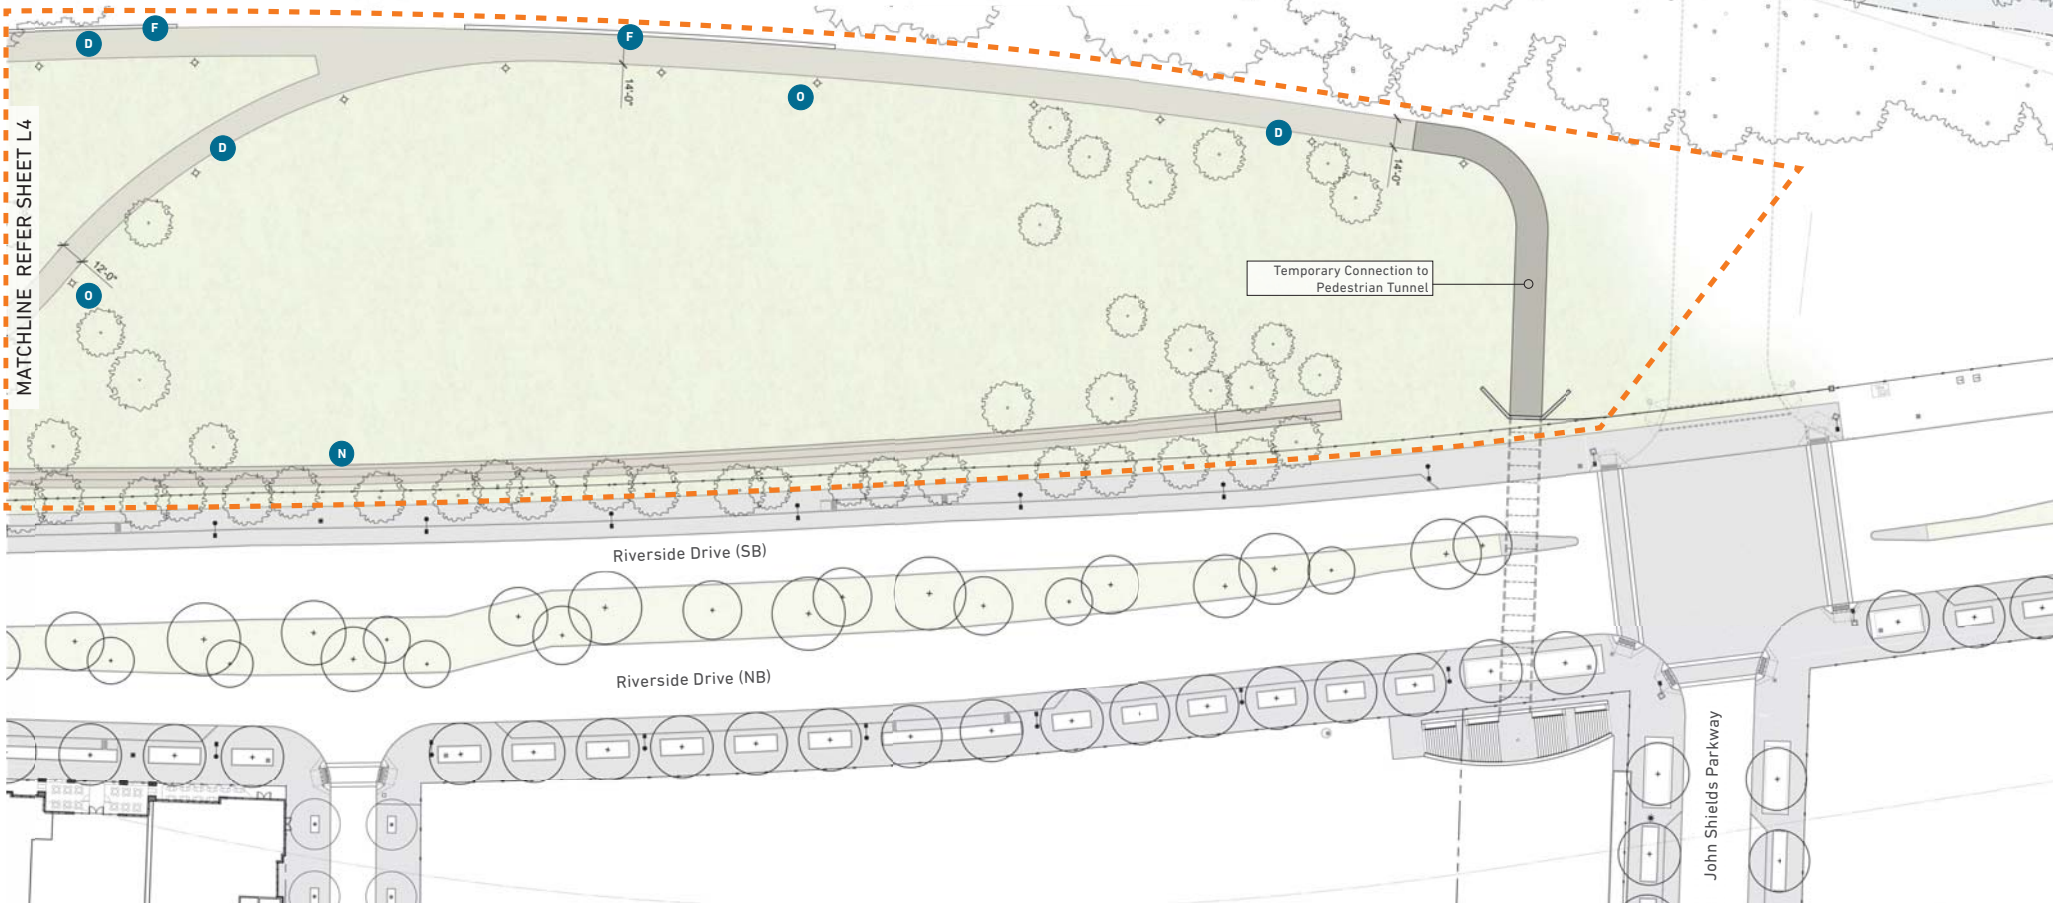 F
D
F
O
D
D
14'-0"
14'-0"
MATCHLINE REFER SHEET L4
12'-0"
O
Temporary Connection to
Pedestrian Tunnel
N
Riverside Drive (SB)
Riverside Drive (NB)
John Shields Parkway